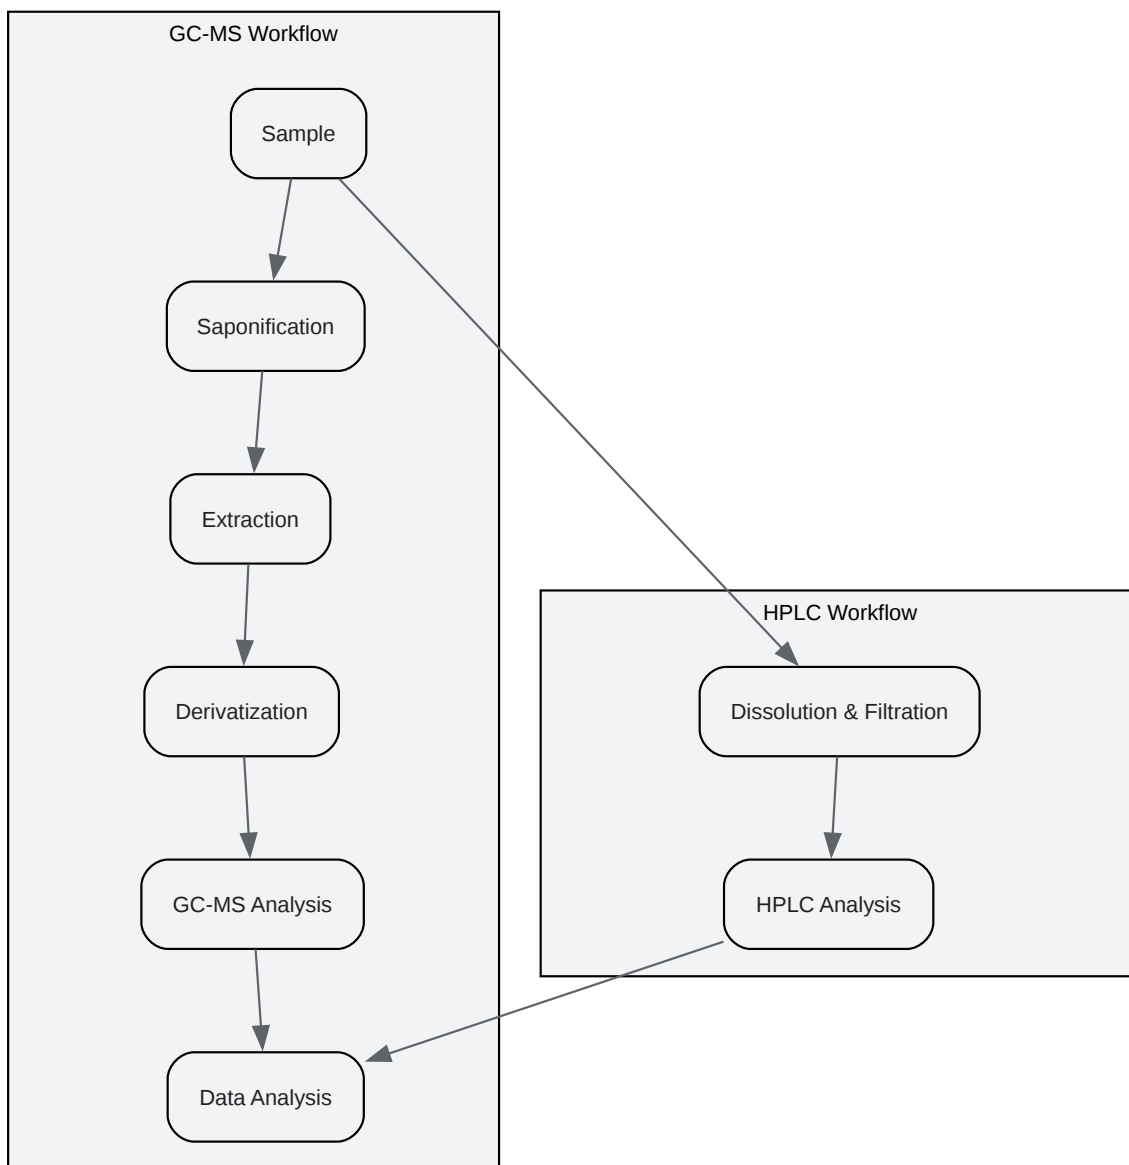 GC-MS Workflow
Sample
Saponification
Extraction
HPLC Workflow
Derivatization
Dissolution & Filtration
GC-MS Analysis
HPLC Analysis
Data Analysis